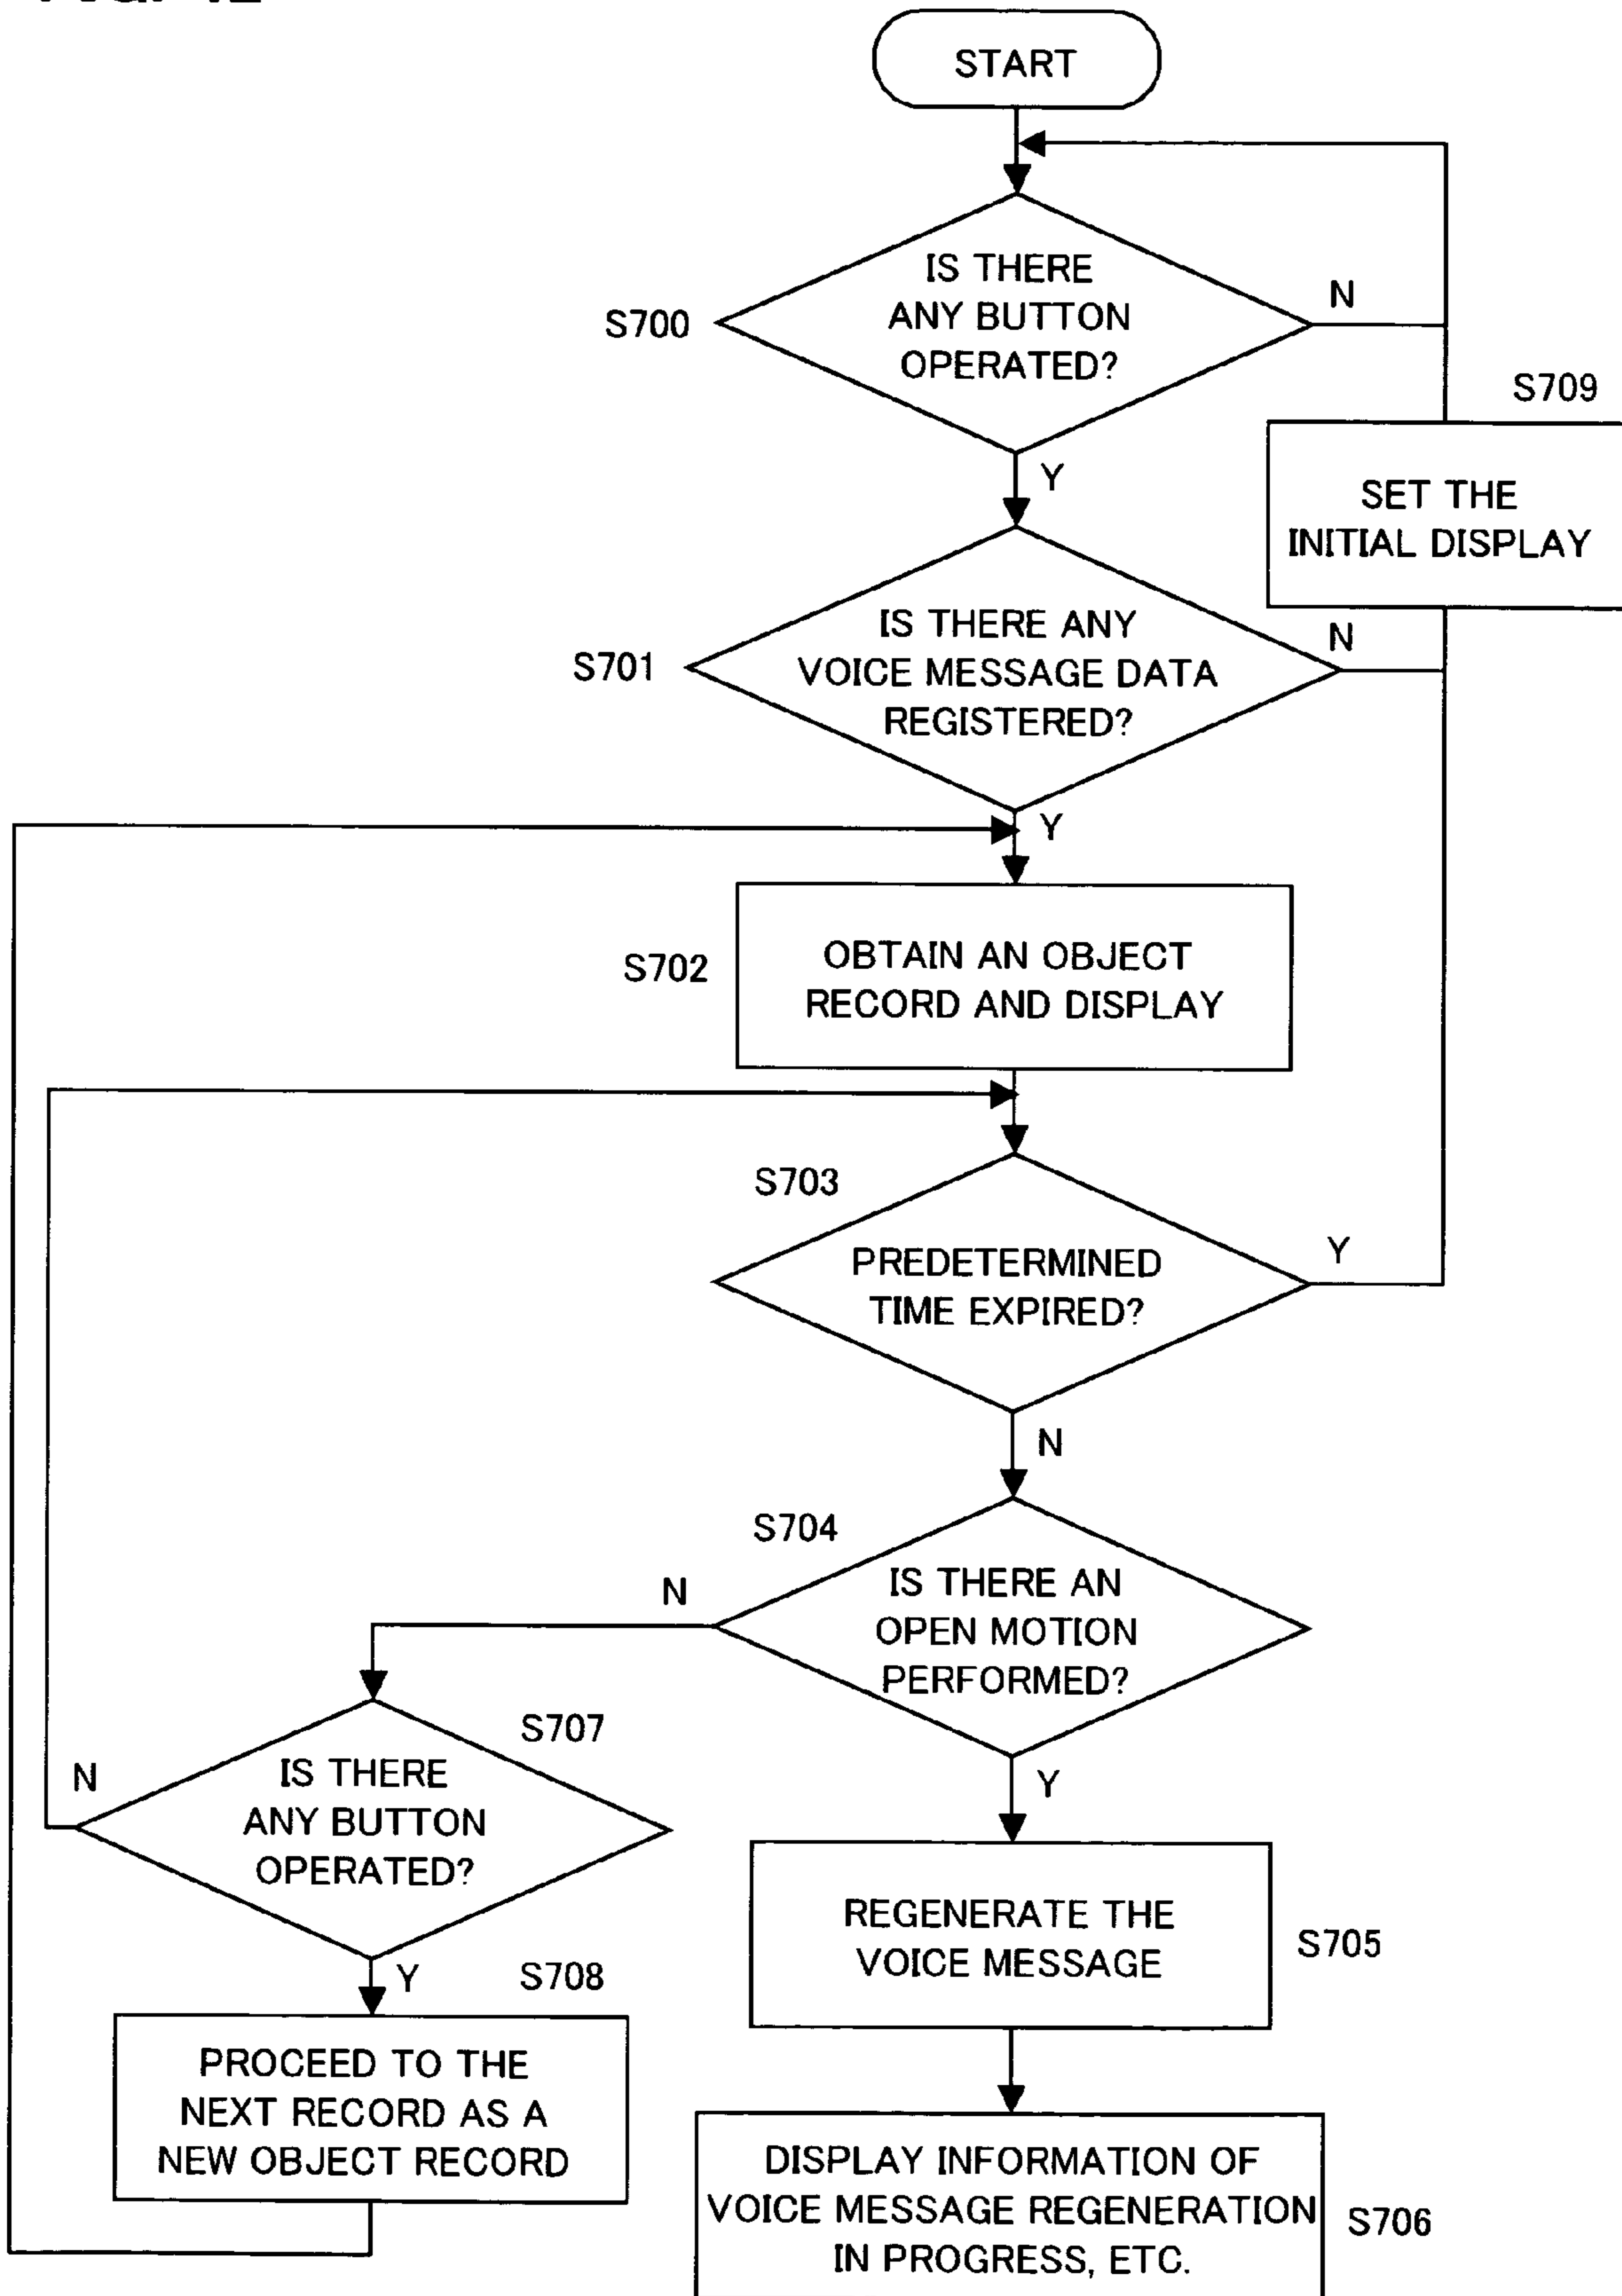 START
IS THERE
ANY BUTTON
OPERATED?
S700
N
Y
S709
SET THE
INITIAL DISPLAY
IS THERE ANY
VOICE MESSAGE DATA
REGISTERED?
S701
N
Y
S702
OBTAIN AN OBJECT
RECORD AND DISPLAY
S703
PREDETERMINED
TIME EXPIRED?
Y
N
S704
IS THERE AN
OPEN MOTION
PERFORMED?
N
Y
S707
IS THERE
ANY BUTTON
OPERATED?
N
Y
S708
PROCEED TO THE
NEXT RECORD AS A
NEW OBJECT RECORD
REGENERATE THE
VOICE MESSAGE
S705
DISPLAY INFORMATION OF
VOICE MESSAGE REGENERATION
IN PROGRESS, ETC.
S706